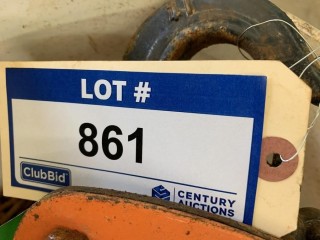 LOT #
861
ClubBid
CENTURY
AUCTIONS